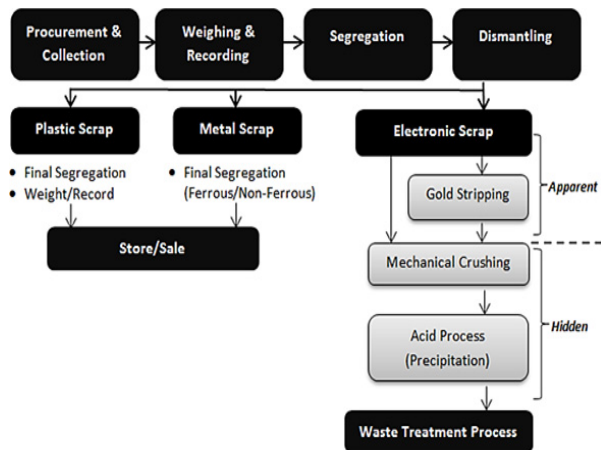 Procurement &
Collection
Weighing &
Recording
Segregation
Dismantling
Plastic Scrap
Metal Scrap
Electronic Scrap
• Final Segregation
• Weight/Record
• Final Segregation
(Ferrous/Non-Ferrous)
Gold Stripping
Apparent
Store/Sale
Mechanical Crushing
Hidden
Acid Process
(Precipitation)
Waste Treatment Process